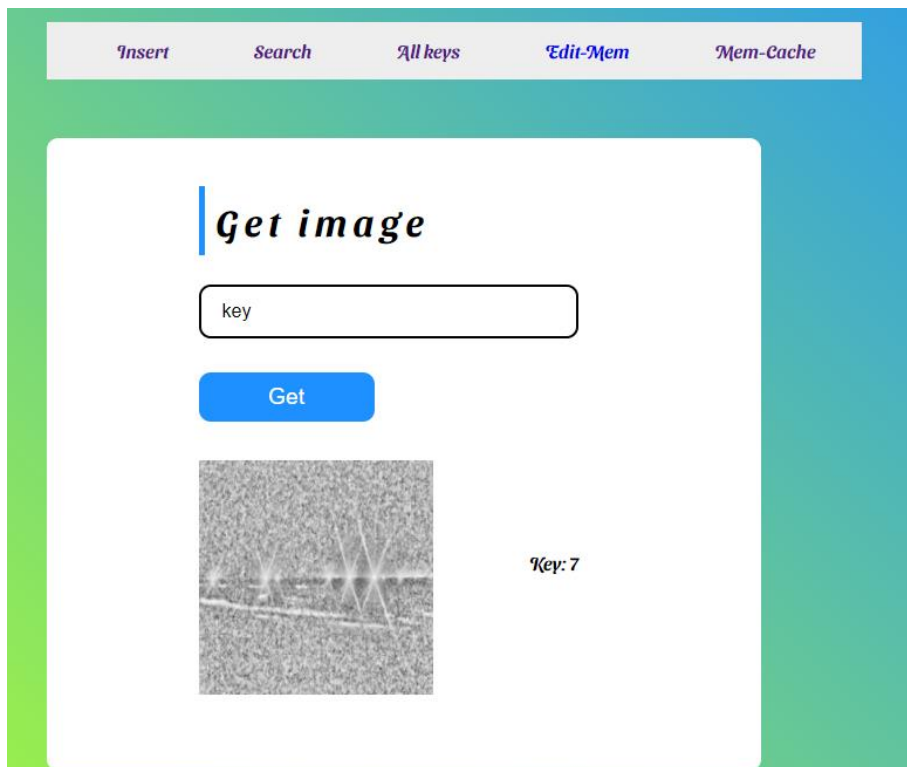 Insert Search All keys Edit-Mem Mem-Cache
Get image
key
Get
Key: 7